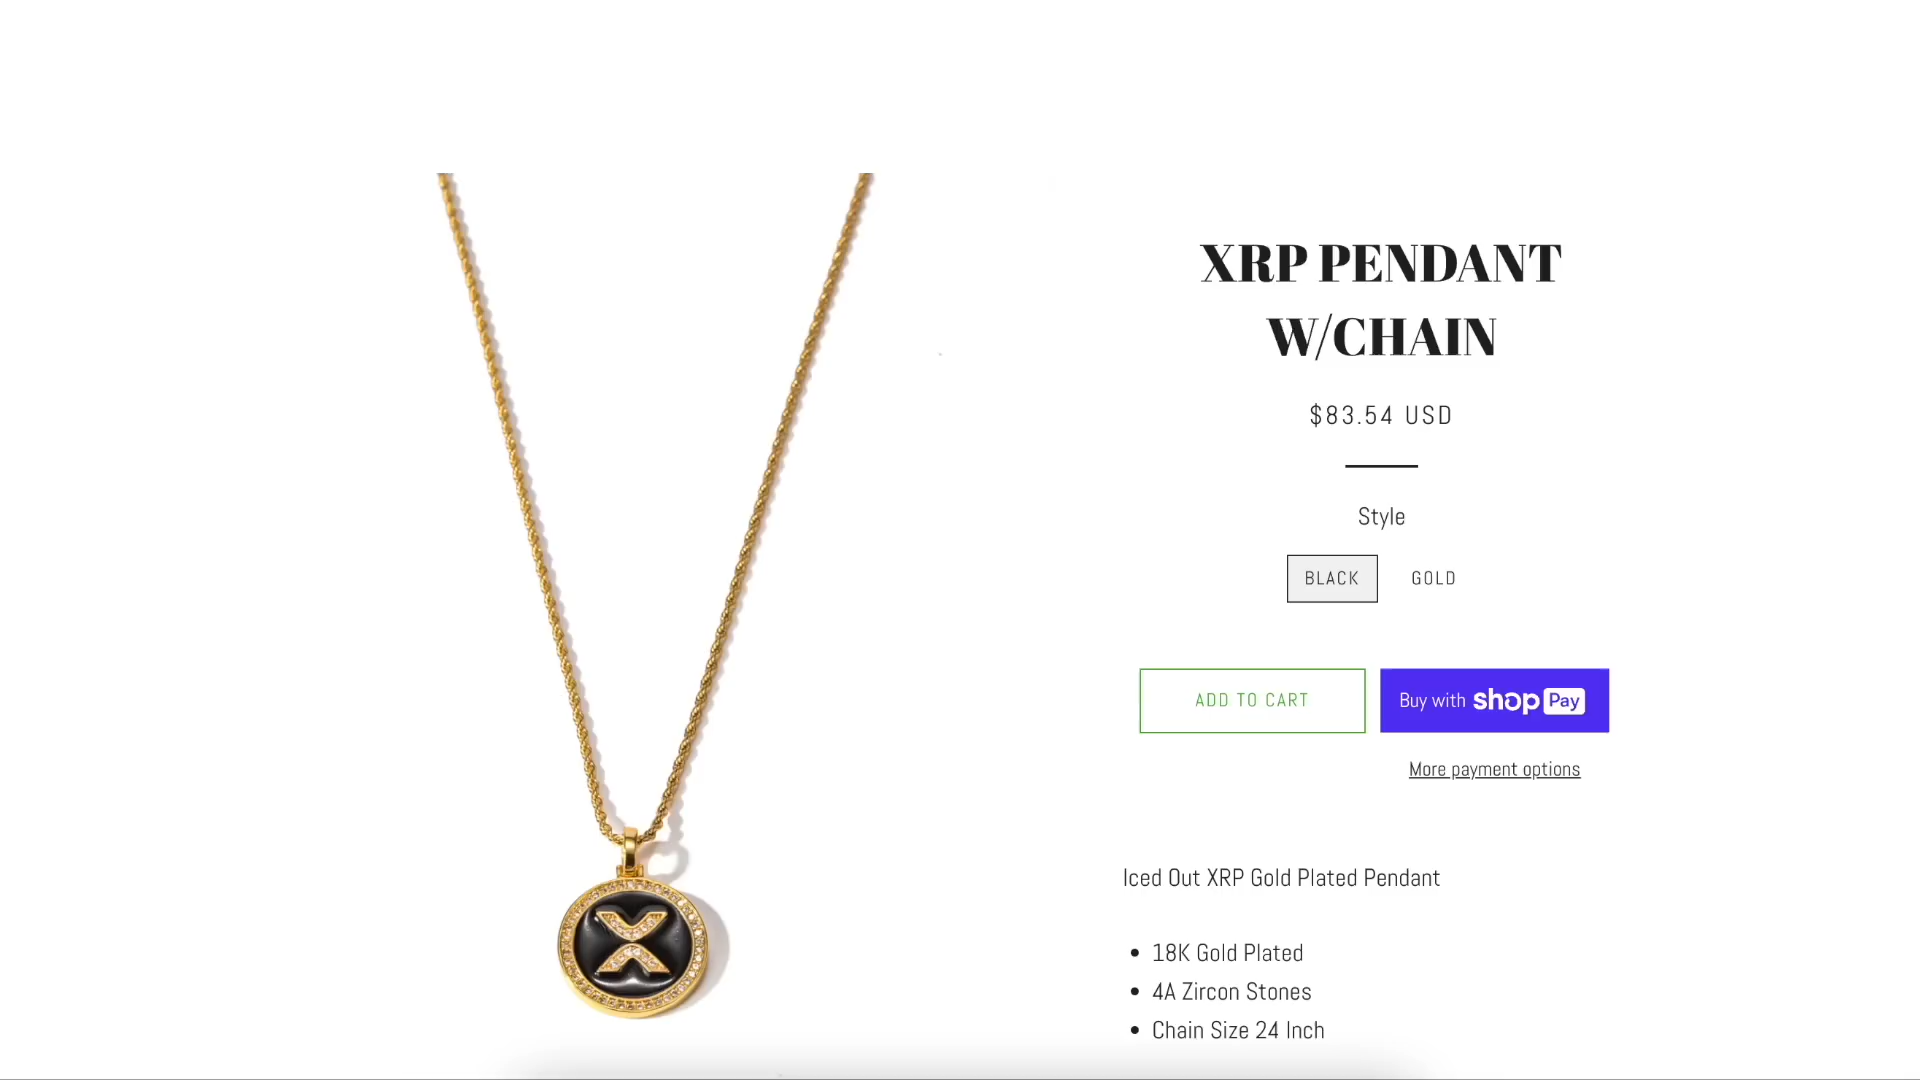 XRP PENDANT
W/CHAIN
$83.54 USD
Style
BLACK GOLD
ADD TO CART
Buy with shop Pay
More payment options
Iced Out XRP Gold Plated Pendant
• 18K Gold Plated
• 4A Zircon Stones
• Chain Size 24 Inch